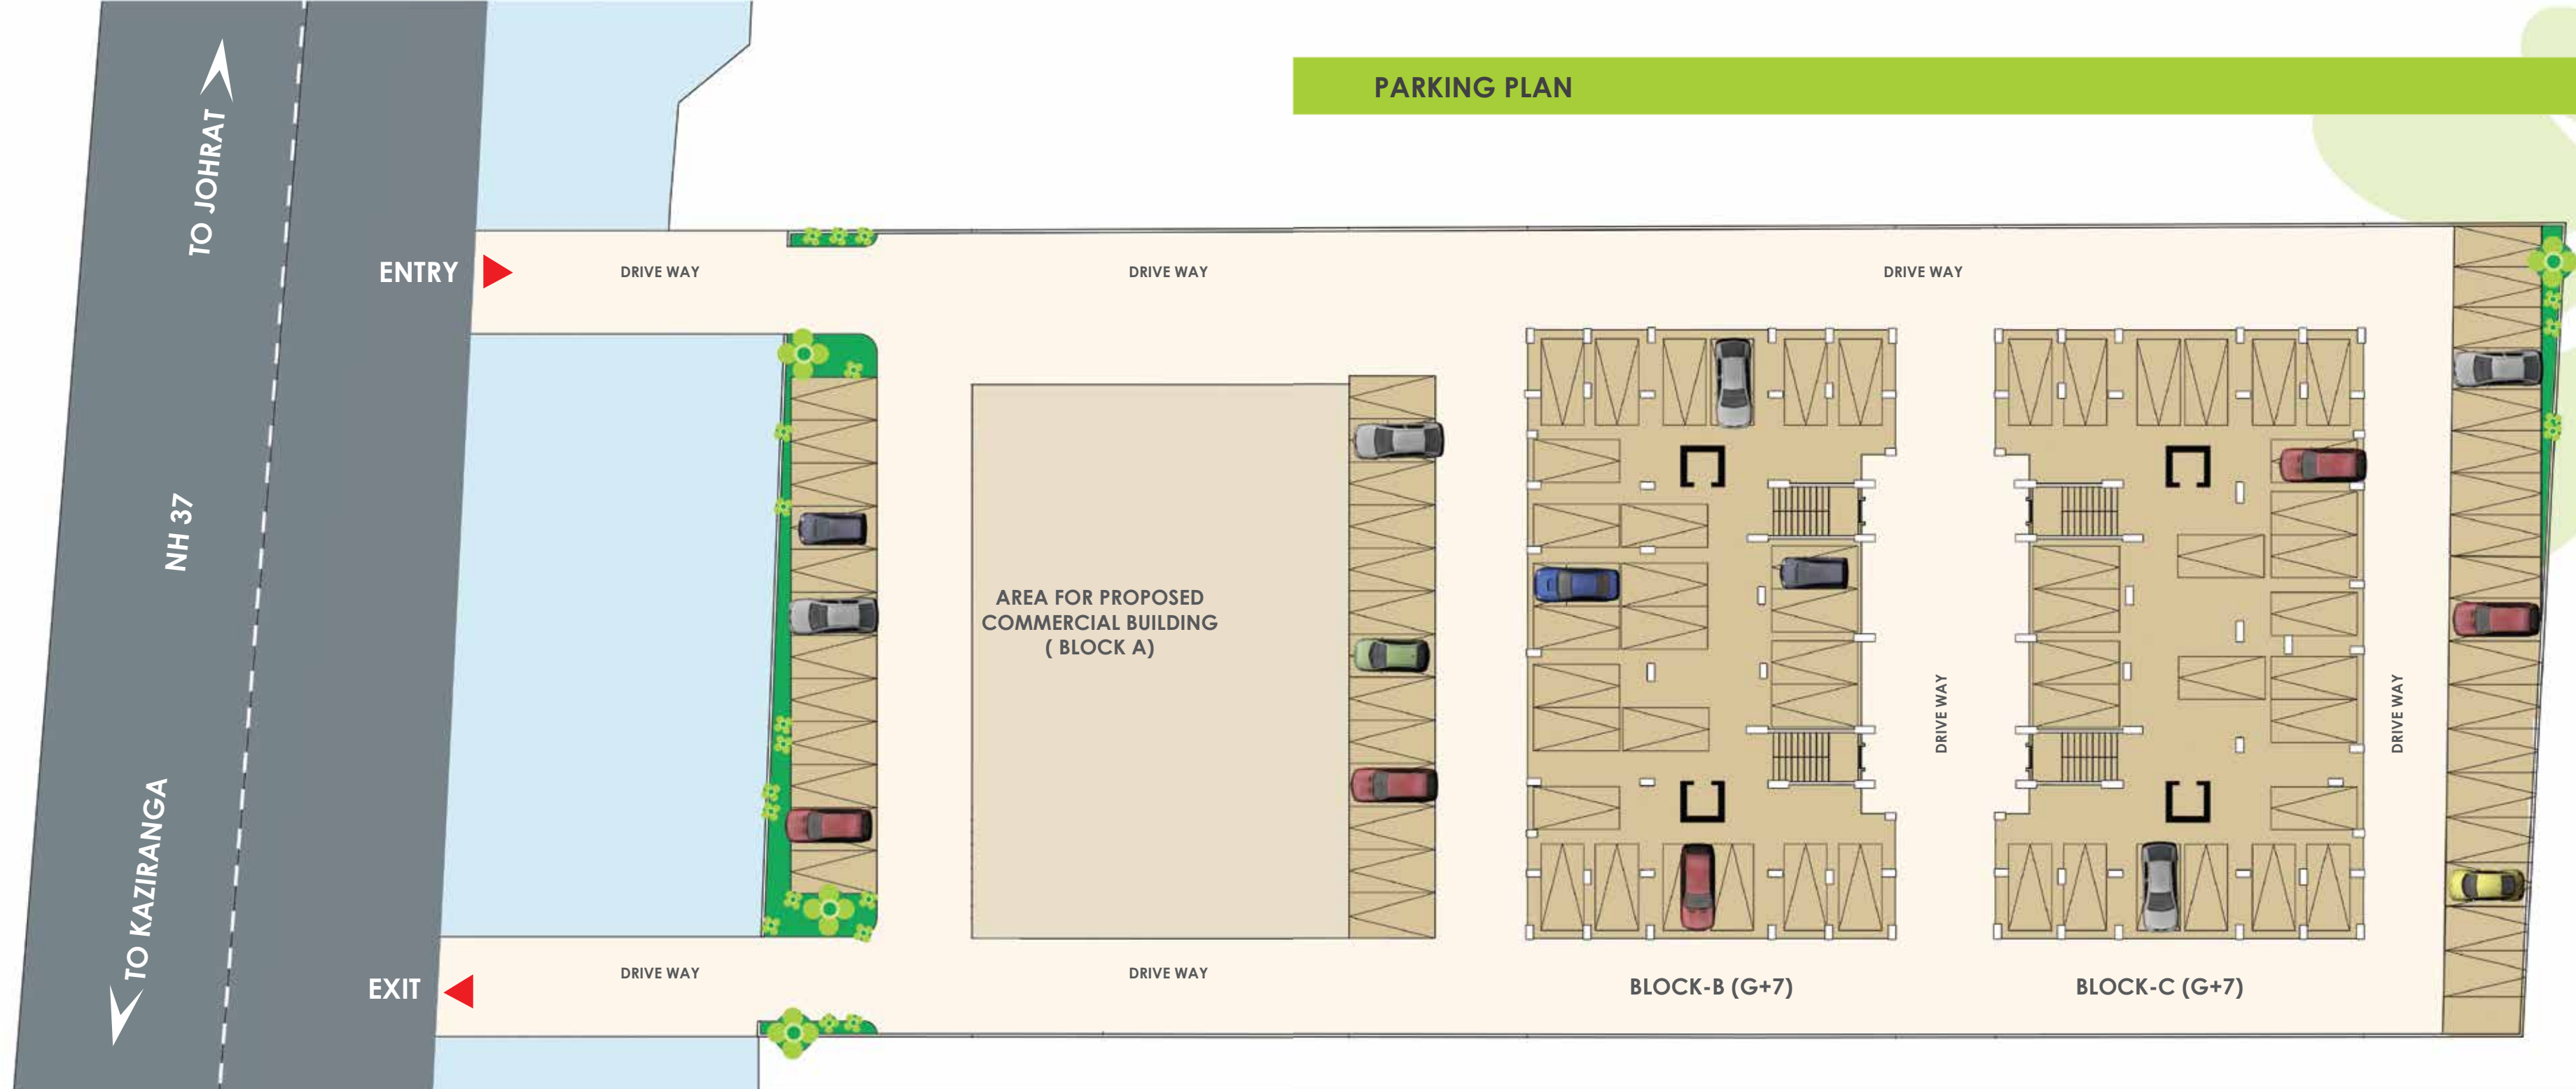 PARKING PLAN
TO JOHRAT
ENTRY
DRIVE WAY
DRIVE WAY
DRIVE WAY
NH 37
AREA FOR PROPOSED
COMMERCIAL BUILDING
( BLOCK A)
DRIVE WAY
DRIVE WAY
TO KAZIRANGA
EXIT
DRIVE WAY
DRIVE WAY
BLOCK-B (G+7)
BLOCK-C (G+7)